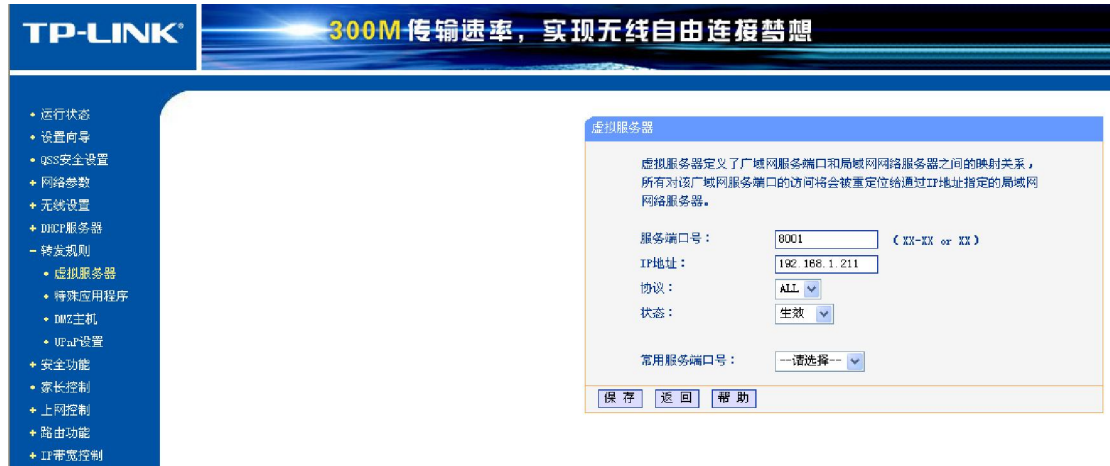 TP-LINK®
300M 传输速率，实现无线自由连接梦想
运行状态
设置向导
QSS安全设置
+ 网络参数
+ 无线设置
+ DHCP服务器
- 转发规则
虚拟服务器
特殊应用程序
DMZ主机
UPnP设置
+ 安全功能
家长控制
+ 上网控制
+ 路由功能
+ IP带宽控制
虚拟服务器
虚拟服务器定义了广域网服务端口和局域网网络服务器之间的映射关系，
所有对该广域网服务端口的访问将会被重定位给通过IP地址指定的局域网
网络服务器。
服务端口号： 8001 (XX-XX or XX)
IP地址： 192.168.1.211
协议： ALL
状态： 生效
常用服务端口号： --请选择--
保 存 返 回 帮 助